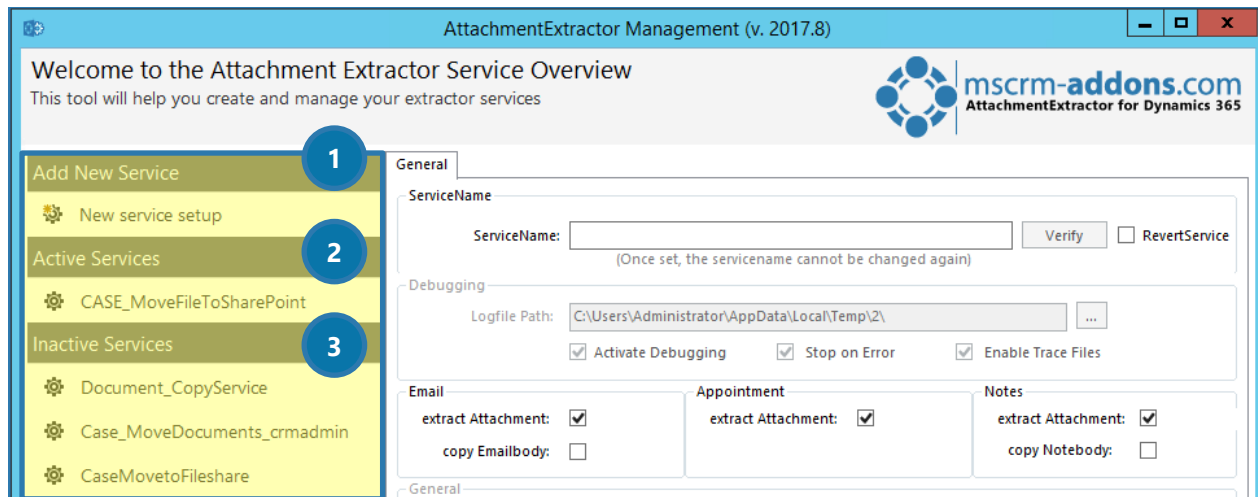 AttachmentExtractor Management (v. 2017.8)
Welcome to the Attachment Extractor Service Overview
This tool will help you create and manage your extractor services
mscrm-addons.com
AttachmentExtractor for Dynamics 365
Add New Service
1
New service setup
Active Services
2
CASE_MoveFileToSharePoint
Inactive Services
3
Document_CopyService
Case_MoveDocuments_crmadmin
CaseMovetoFileshare
General
ServiceName
ServiceName:
Verify
RevertService
(Once set, the servicename cannot be changed again)
Debugging
Logfile Path: C:\Users\Administrator\AppData\Local\Temp\2\ ...
Activate Debugging Stop on Error Enable Trace Files
Email Appointment Notes
extract Attachment: extract Attachment: extract Attachment:
copy Emailbody: copy Notebody:
General